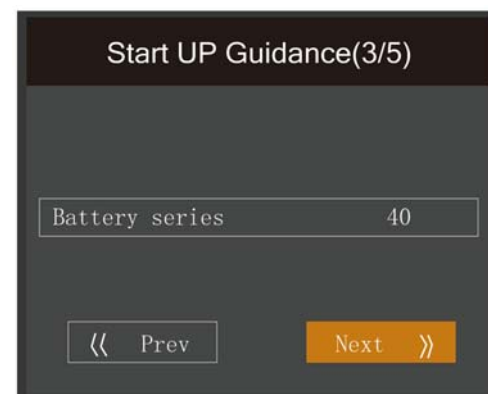 Start UP Guidance(3/5)
Battery series 40
⟨⟨ Prev
Next ⟩⟩